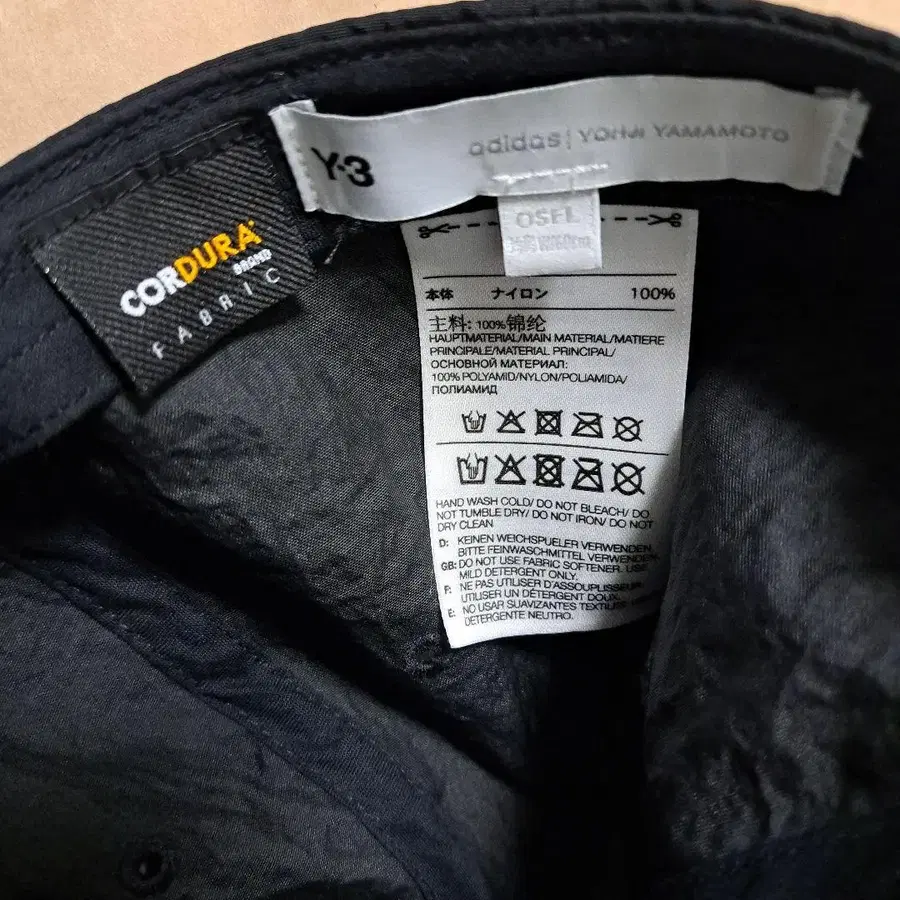 Y-3 adidas | YOHJI YAMAMOTO
OSFL
CORDURA
BRAND
FABRIC
本体 ナイロン 100%
主料: 100%锦纶
HAUPTMATERIAL/MAIN MATERIAL/MATIERE
PRINCIPALE/MATERIAL PRINCIPAL/
ОСНОВНОЙ МАТЕРИАЛ:
100% POLYAMID/NYLON/POLIAMIDA/
ПОЛИАМИД
HAND WASH COLD/ DO NOT BLEACH/ DO
NOT TUMBLE DRY/ DO NOT IRON/ DO NOT
DRY CLEAN
D: KEINEN WEICHSPUELER VERWENDEN
BITTE FEINWASCHMITTEL VERWENDEN.
GB: DO NOT USE FABRIC SOFTENER. USE
MILD DETERGENT ONLY.
F: NE PAS UTILISER D'ASSOUPLISSEUR.
UTILISER UN DÉTERGENT DOUX.
E: NO USAR SUAVIZANTES TEXTILES
DETERGENTE NEUTRO.